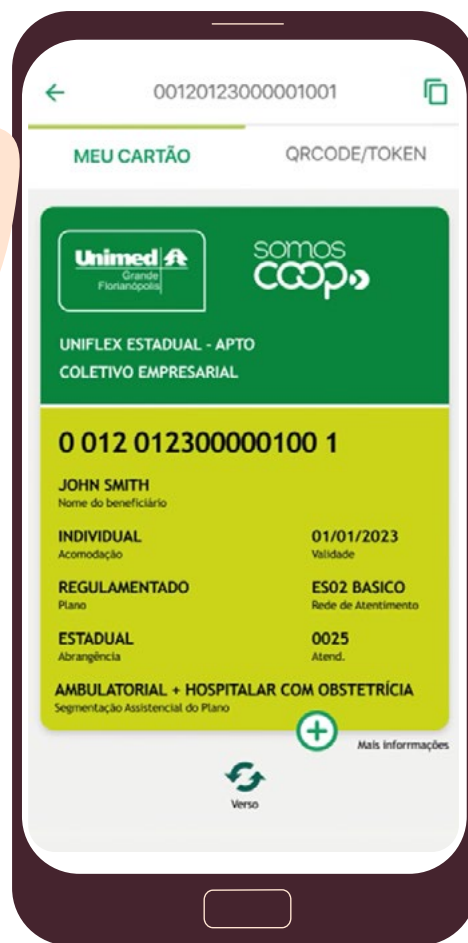 00120123000001001
MEU CARTÃO QRCODE/TOKEN
Unimed
Grande
Florianópolis
somos
coop
UNIFLEX ESTADUAL - APTO
COLETIVO EMPRESARIAL
0 012 012300000100 1
JOHN SMITH
Nome do beneficiário
INDIVIDUAL 01/01/2023
Acomodação Validade
REGULAMENTADO ES02 BASICO
Plano Rede de Atentimento
ESTADUAL 0025
Abrangência Atend.
AMBULATORIAL + HOSPITALAR COM OBSTETRÍCIA
Segmentação Assistencial do Plano
Mais inforrmações
Verso